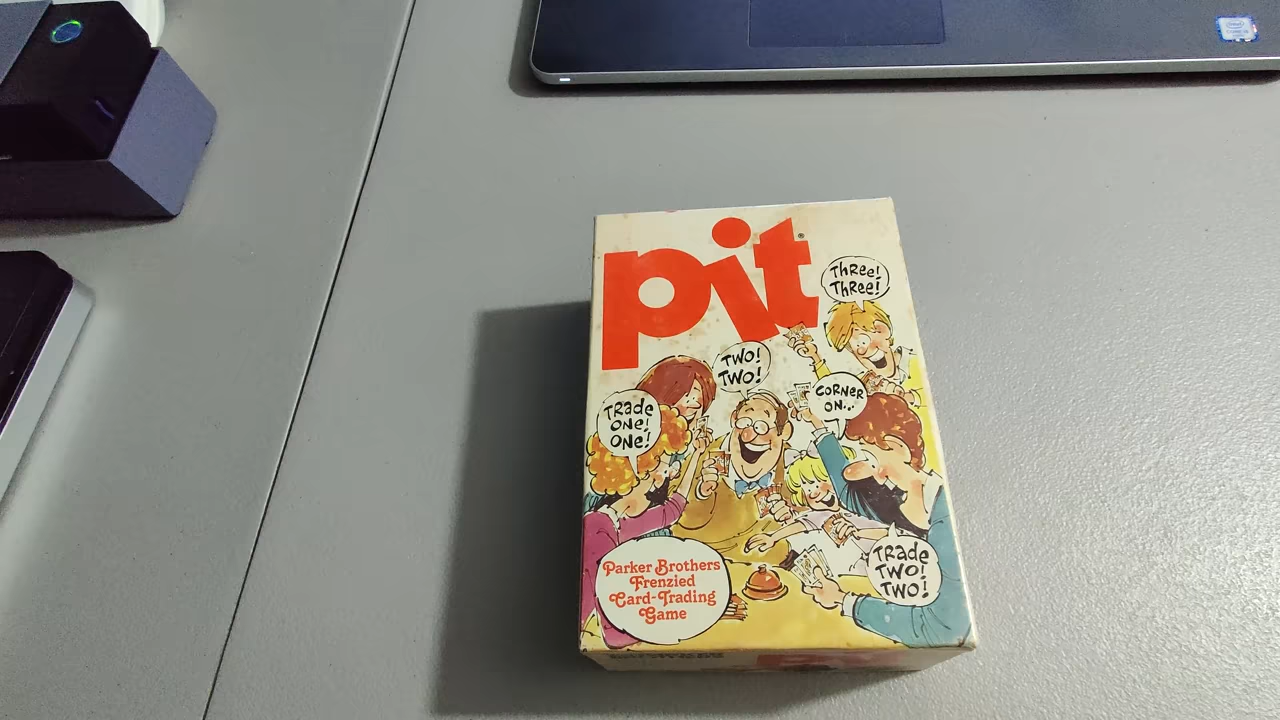 pit®
THREE!
THREE!
TWO!
TWO!
CORNER
ON...
TRADE
ONE!
ONE!
TRADE
TWO!
TWO!
Parker Brothers
Frenzied
Card-Trading
Game